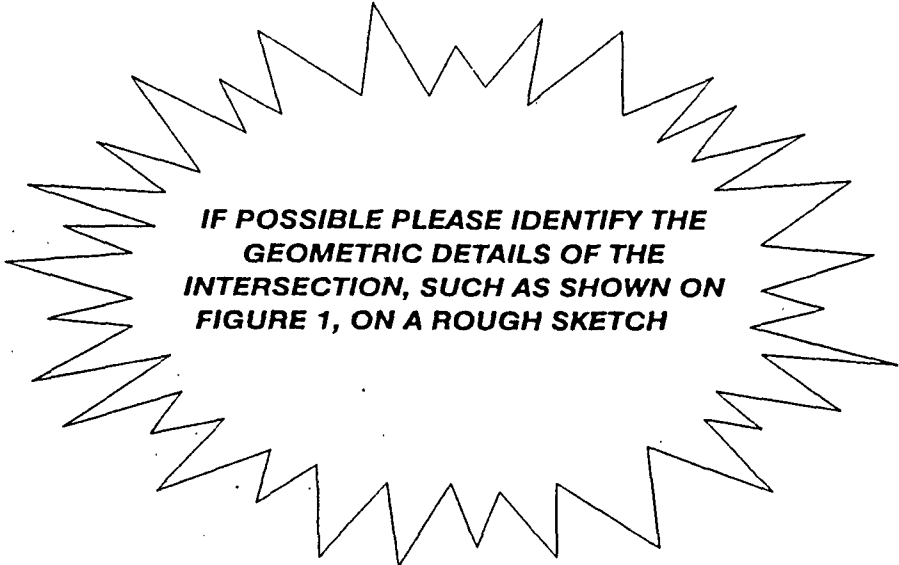 IF POSSIBLE PLEASE IDENTIFY THE
GEOMETRIC DETAILS OF THE
INTERSECTION, SUCH AS SHOWN ON
FIGURE 1, ON A ROUGH SKETCH